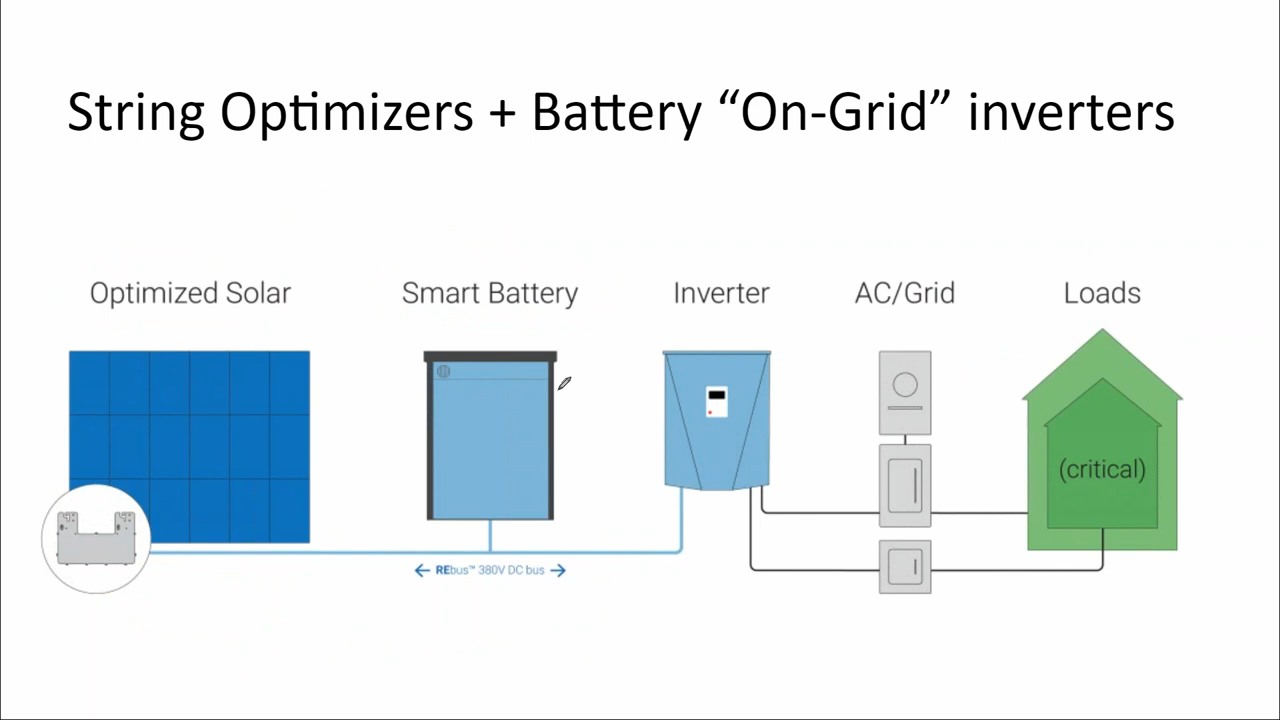 String Optimizers + Battery “On-Grid” inverters
Optimized Solar
Smart Battery
Inverter
AC/Grid
Loads
(critical)
← REbus™ 380V DC bus →